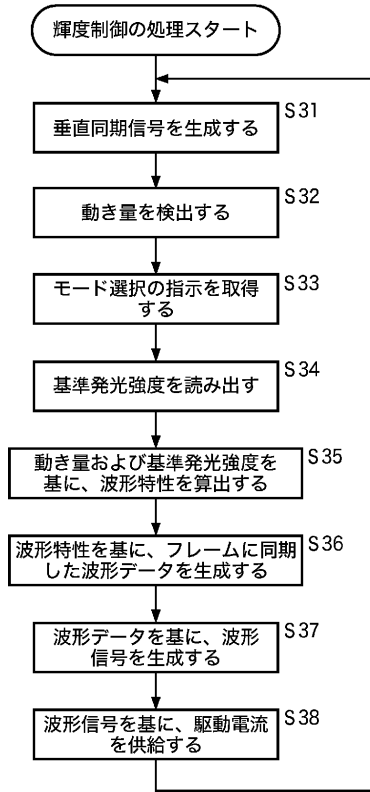 輝度制御の処理スタート
S31
垂直同期信号を生成する
S32
動き量を検出する
S33
モード選択の指示を取得
する
S34
基準発光強度を読み出す
S35
動き量および基準発光強度を
基に、波形特性を算出する
S36
波形特性を基に、フレームに同期
した波形データを生成する
S37
波形データを基に、波形
信号を生成する
S38
波形信号を基に、駆動電流
を供給する